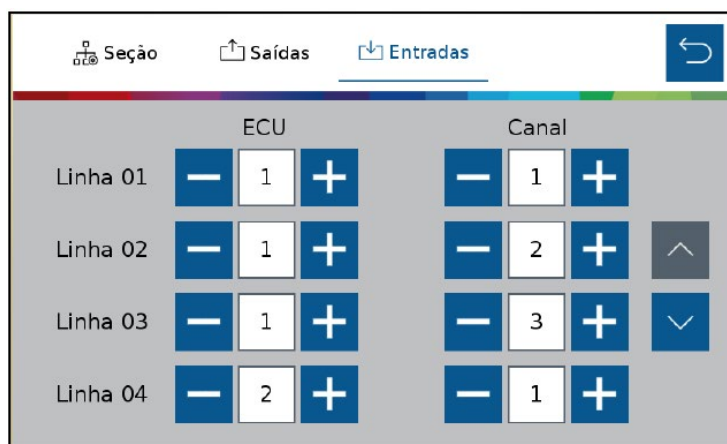 Seção Saídas Entradas
ECU Canal
Linha 01 1 1
Linha 02 1 2
Linha 03 1 3
Linha 04 2 1